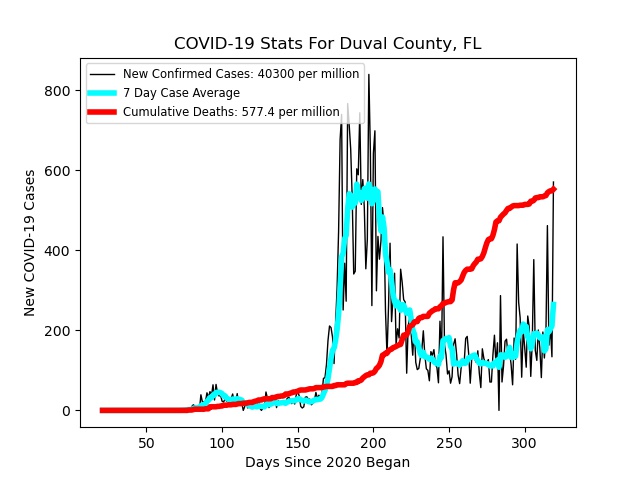 COVID-19 Stats For Duval County, FL
New Confirmed Cases: 40300 per million
7 Day Case Average
Cumulative Deaths: 577.4 per million
New COVID-19 Cases
800
600
400
200
0
50 100 150 200 250 300
Days Since 2020 Began